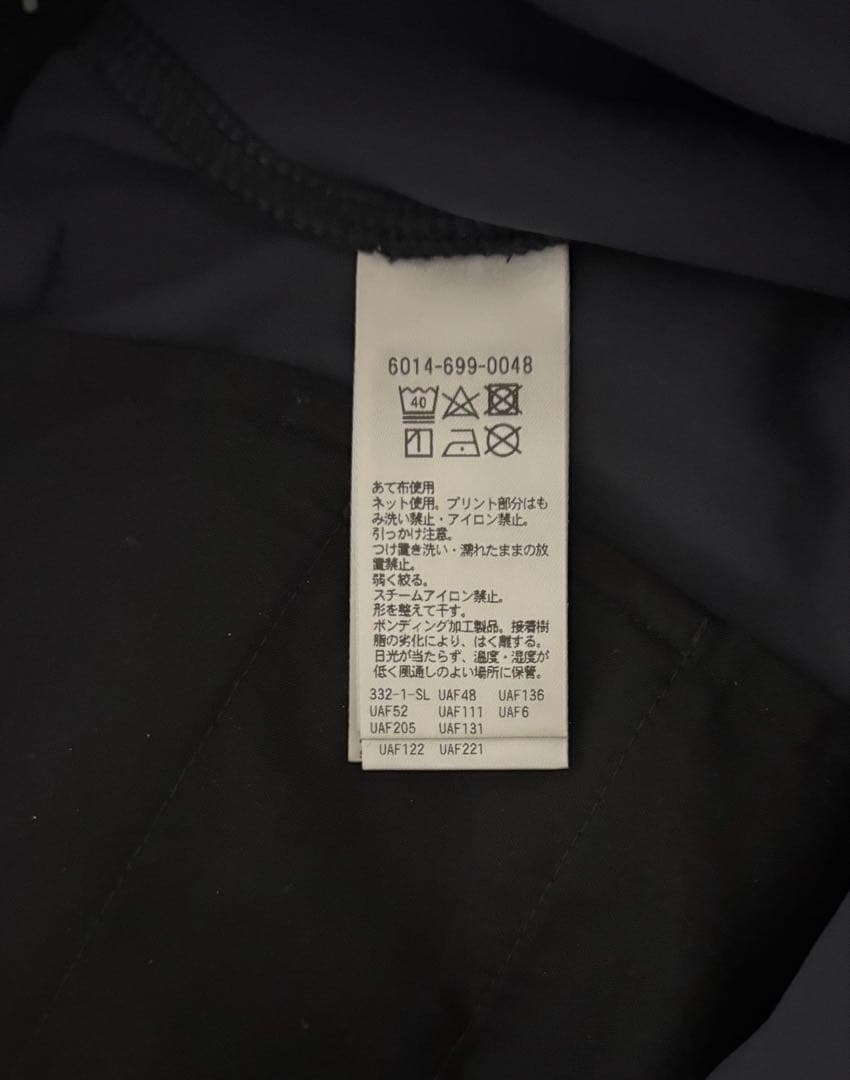 6014-699-0048
40
あて布使用
ネット使用。プリント部分はも
み洗い禁止・アイロン禁止。
引っかけ注意。
つけ置き洗い・濡れたままの放
置禁止。
弱く絞る。
スチームアイロン禁止。
形を整えて干す。
ボンディング加工製品。接着樹
脂の劣化により、はく離する。
日光が当たらず、温度・湿度が
低く風通しのよい場所に保管。
332-1-SL UAF48 UAF136
UAF52 UAF111 UAF6
UAF205 UAF131
UAF122 UAF221